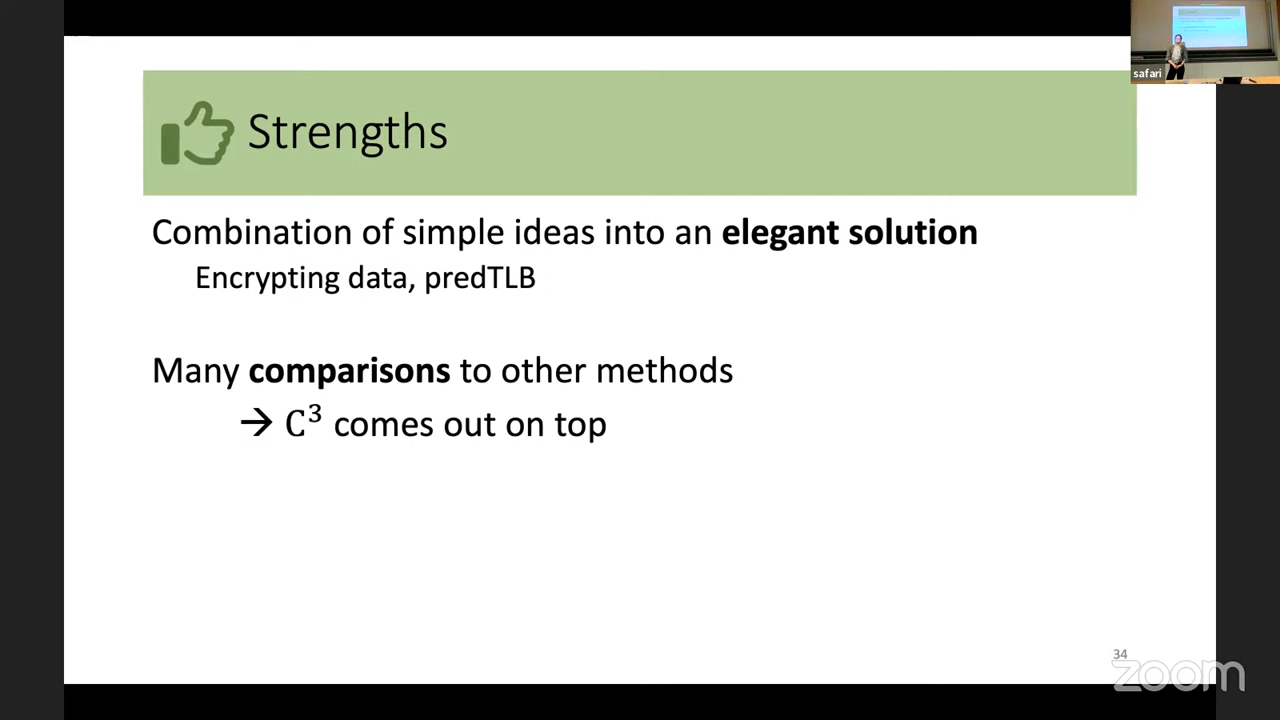 safari
Strengths
Combination of simple ideas into an elegant solution
Encrypting data, predTLB
Many comparisons to other methods
→ C³ comes out on top
34
zoom